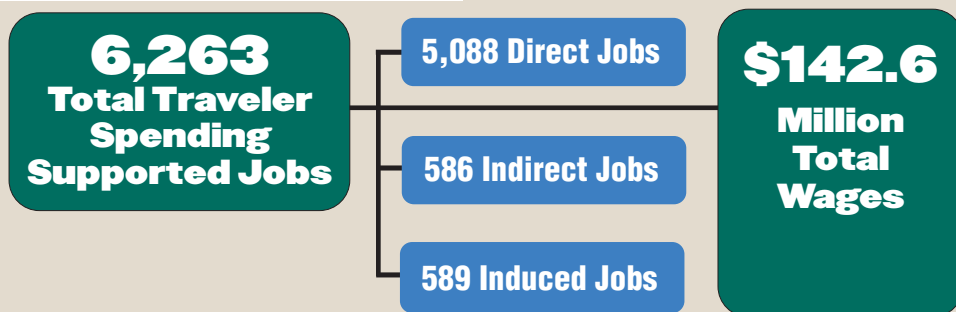 6,263
Total Traveler
Spending
Supported Jobs
5,088 Direct Jobs
586 Indirect Jobs
589 Induced Jobs
$142.6
Million
Total
Wages